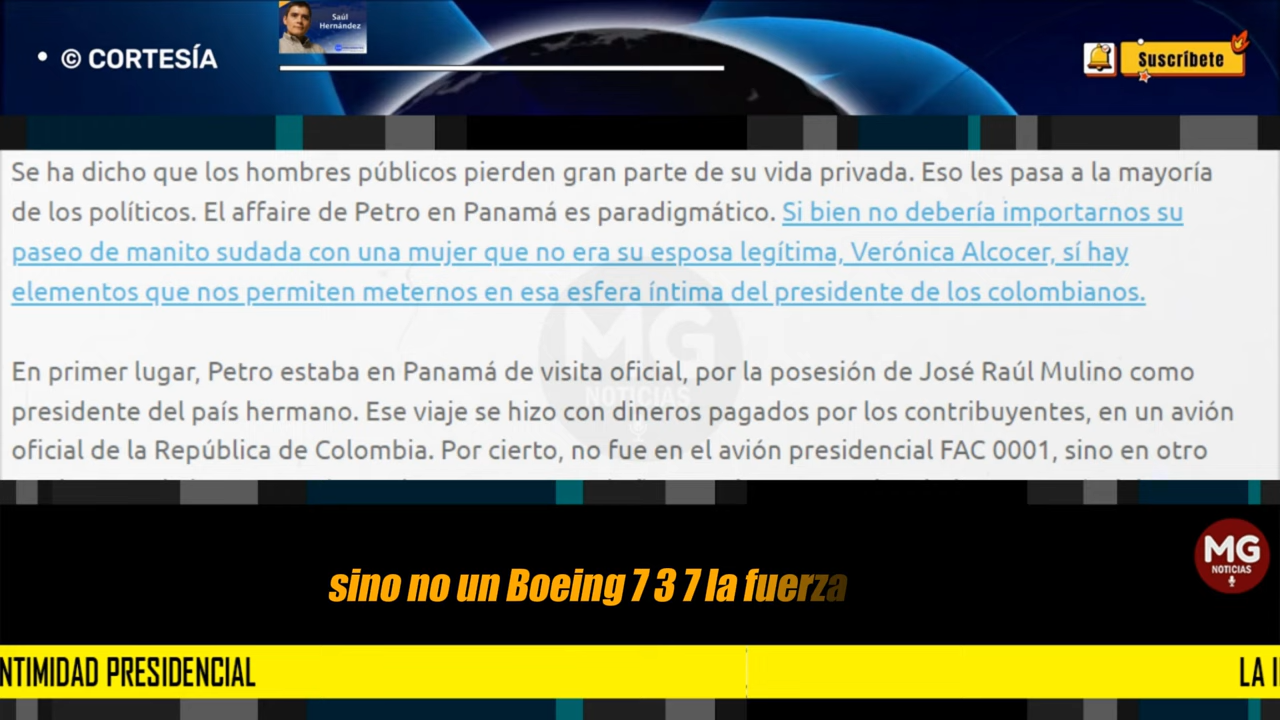 Saúl
Hernández
• © CORTESÍA
Suscríbete
Se ha dicho que los hombres públicos pierden gran parte de su vida privada. Eso les pasa a la mayoría
de los políticos. El affaire de Petro en Panamá es paradigmático. Si bien no debería importarnos su
paseo de manito sudada con una mujer que no era su esposa legítima, Verónica Alcocer, sí hay
elementos que nos permiten meternos en esa esfera íntima del presidente de los colombianos.
En primer lugar, Petro estaba en Panamá de visita oficial, por la posesión de José Raúl Mulino como
presidente del país hermano. Ese viaje se hizo con dineros pagados por los contribuyentes, en un avión
oficial de la República de Colombia. Por cierto, no fue en el avión presidencial FAC 0001, sino en otro
MG
NOTICIAS
MG
NOTICIAS
sino no un Boeing 7 3 7 la fuerza
NTIMIDAD PRESIDENCIAL
LA I